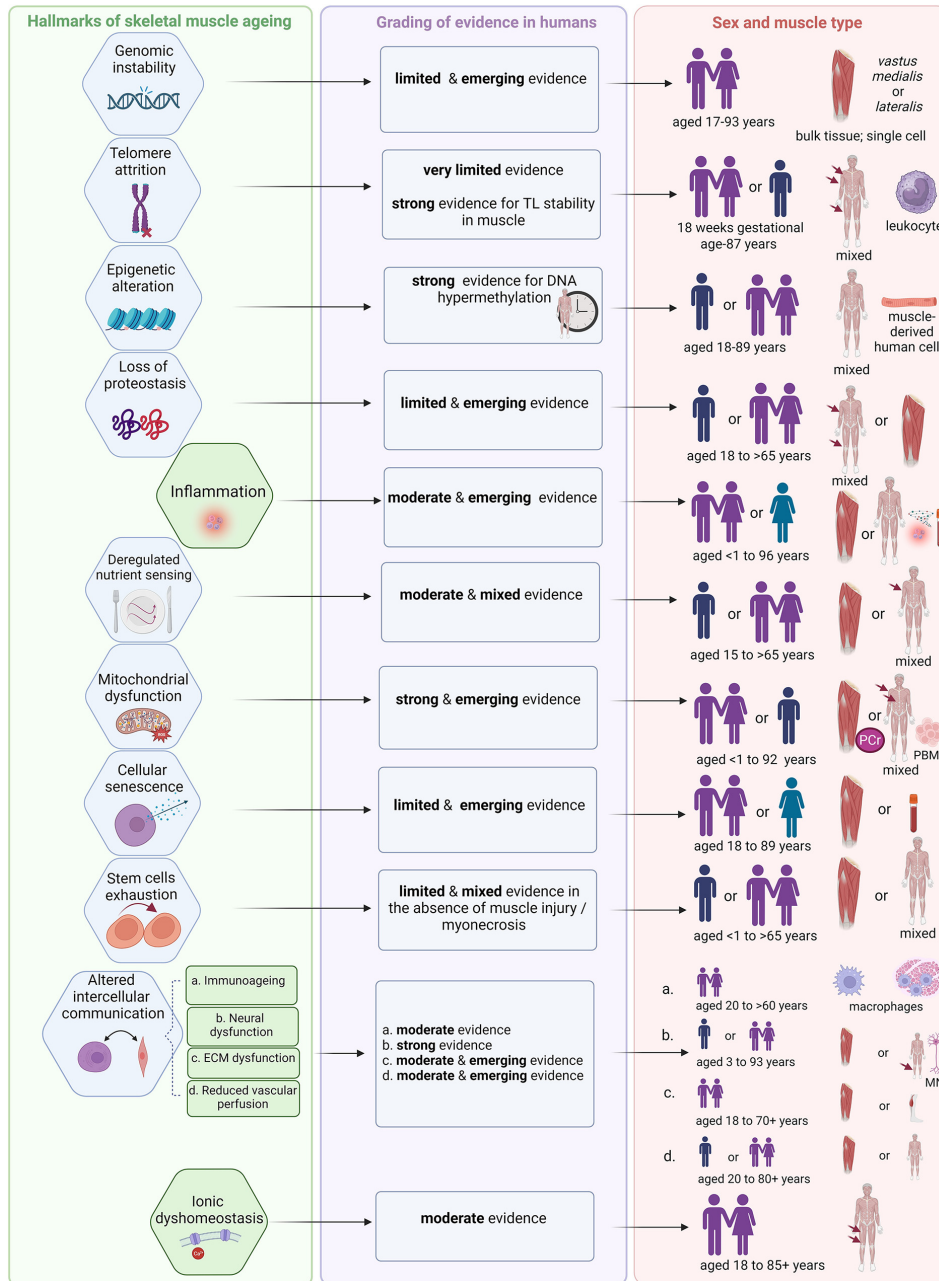 Hallmarks of skeletal muscle ageing
Grading of evidence in humans
Sex and muscle type
Genomic
instability
limited & emerging evidence
aged 17-93 years
vastus
medialis
or
lateralis
bulk tissue; single cell
Telomere
attrition
very limited evidence
strong evidence for TL stability
in muscle
or
18 weeks gestational
age-87 years
mixed
leukocyte
Epigenetic
alteration
strong evidence for DNA
hypermethylation
or
aged 18-89 years
mixed
muscle-
derived
human cell
Loss of
proteostasis
limited & emerging evidence
or
aged 18 to >65 years
mixed
or
Inflammation
moderate & emerging evidence
or
aged <1 to 96 years
or
Deregulated
nutrient sensing
moderate & mixed evidence
or
aged 15 to >65 years
or
mixed
Mitochondrial
dysfunction
ROS
strong & emerging evidence
or
aged <1 to 92 years
or
PCr
mixed
PBM
Cellular
senescence
limited & emerging evidence
or
aged 18 to 89 years
or
Stem cells
exhaustion
limited & mixed evidence in
the absence of muscle injury /
myonecrosis
or
aged <1 to >65 years
or
mixed
Altered
intercellular
communication
a. Immunoageing
b. Neural
dysfunction
c. ECM dysfunction
d. Reduced vascular
perfusion
a. moderate evidence
b. strong evidence
c. moderate & emerging evidence
d. moderate & emerging evidence
a.
aged 20 to >60 years
macrophages
b.
or
aged 3 to 93 years
or
MN
c.
aged 18 to 70+ years
or
d.
or
aged 20 to 80+ years
or
Ionic
dyshomeostasis
Ca²⁺
moderate evidence
aged 18 to 85+ years